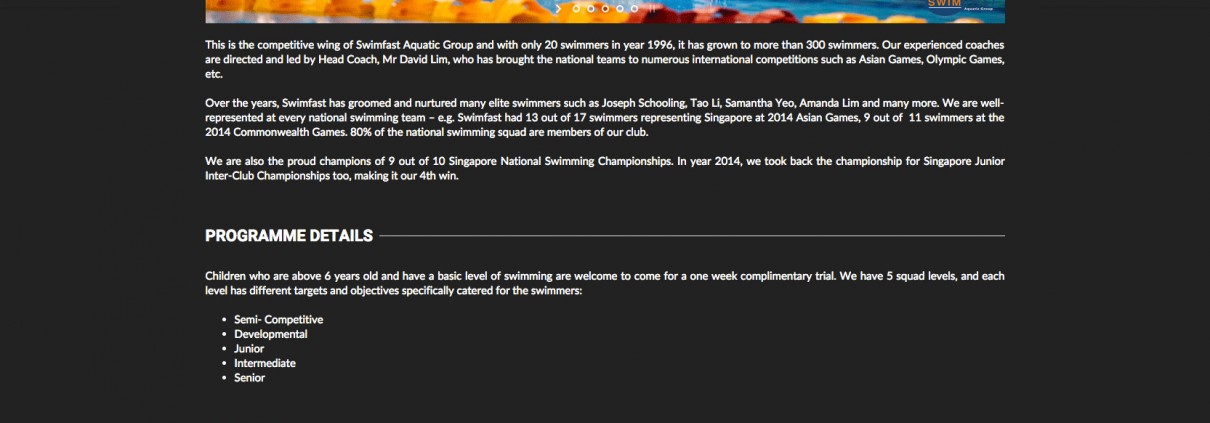 SWIM
Aquatic Group
This is the competitive wing of Swimfast Aquatic Group and with only 20 swimmers in year 1996, it has grown to more than 300 swimmers. Our experienced coaches
are directed and led by Head Coach, Mr David Lim, who has brought the national teams to numerous international competitions such as Asian Games, Olympic Games,
etc.
Over the years, Swimfast has groomed and nurtured many elite swimmers such as Joseph Schooling, Tao Li, Samantha Yeo, Amanda Lim and many more. We are well-
represented at every national swimming team – e.g. Swimfast had 13 out of 17 swimmers representing Singapore at 2014 Asian Games, 9 out of 11 swimmers at the
2014 Commonwealth Games. 80% of the national swimming squad are members of our club.
We are also the proud champions of 9 out of 10 Singapore National Swimming Championships. In year 2014, we took back the championship for Singapore Junior
Inter-Club Championships too, making it our 4th win.
PROGRAMME DETAILS
Children who are above 6 years old and have a basic level of swimming are welcome to come for a one week complimentary trial. We have 5 squad levels, and each
level has different targets and objectives specifically catered for the swimmers:
• Semi- Competitive
• Developmental
• Junior
• Intermediate
• Senior